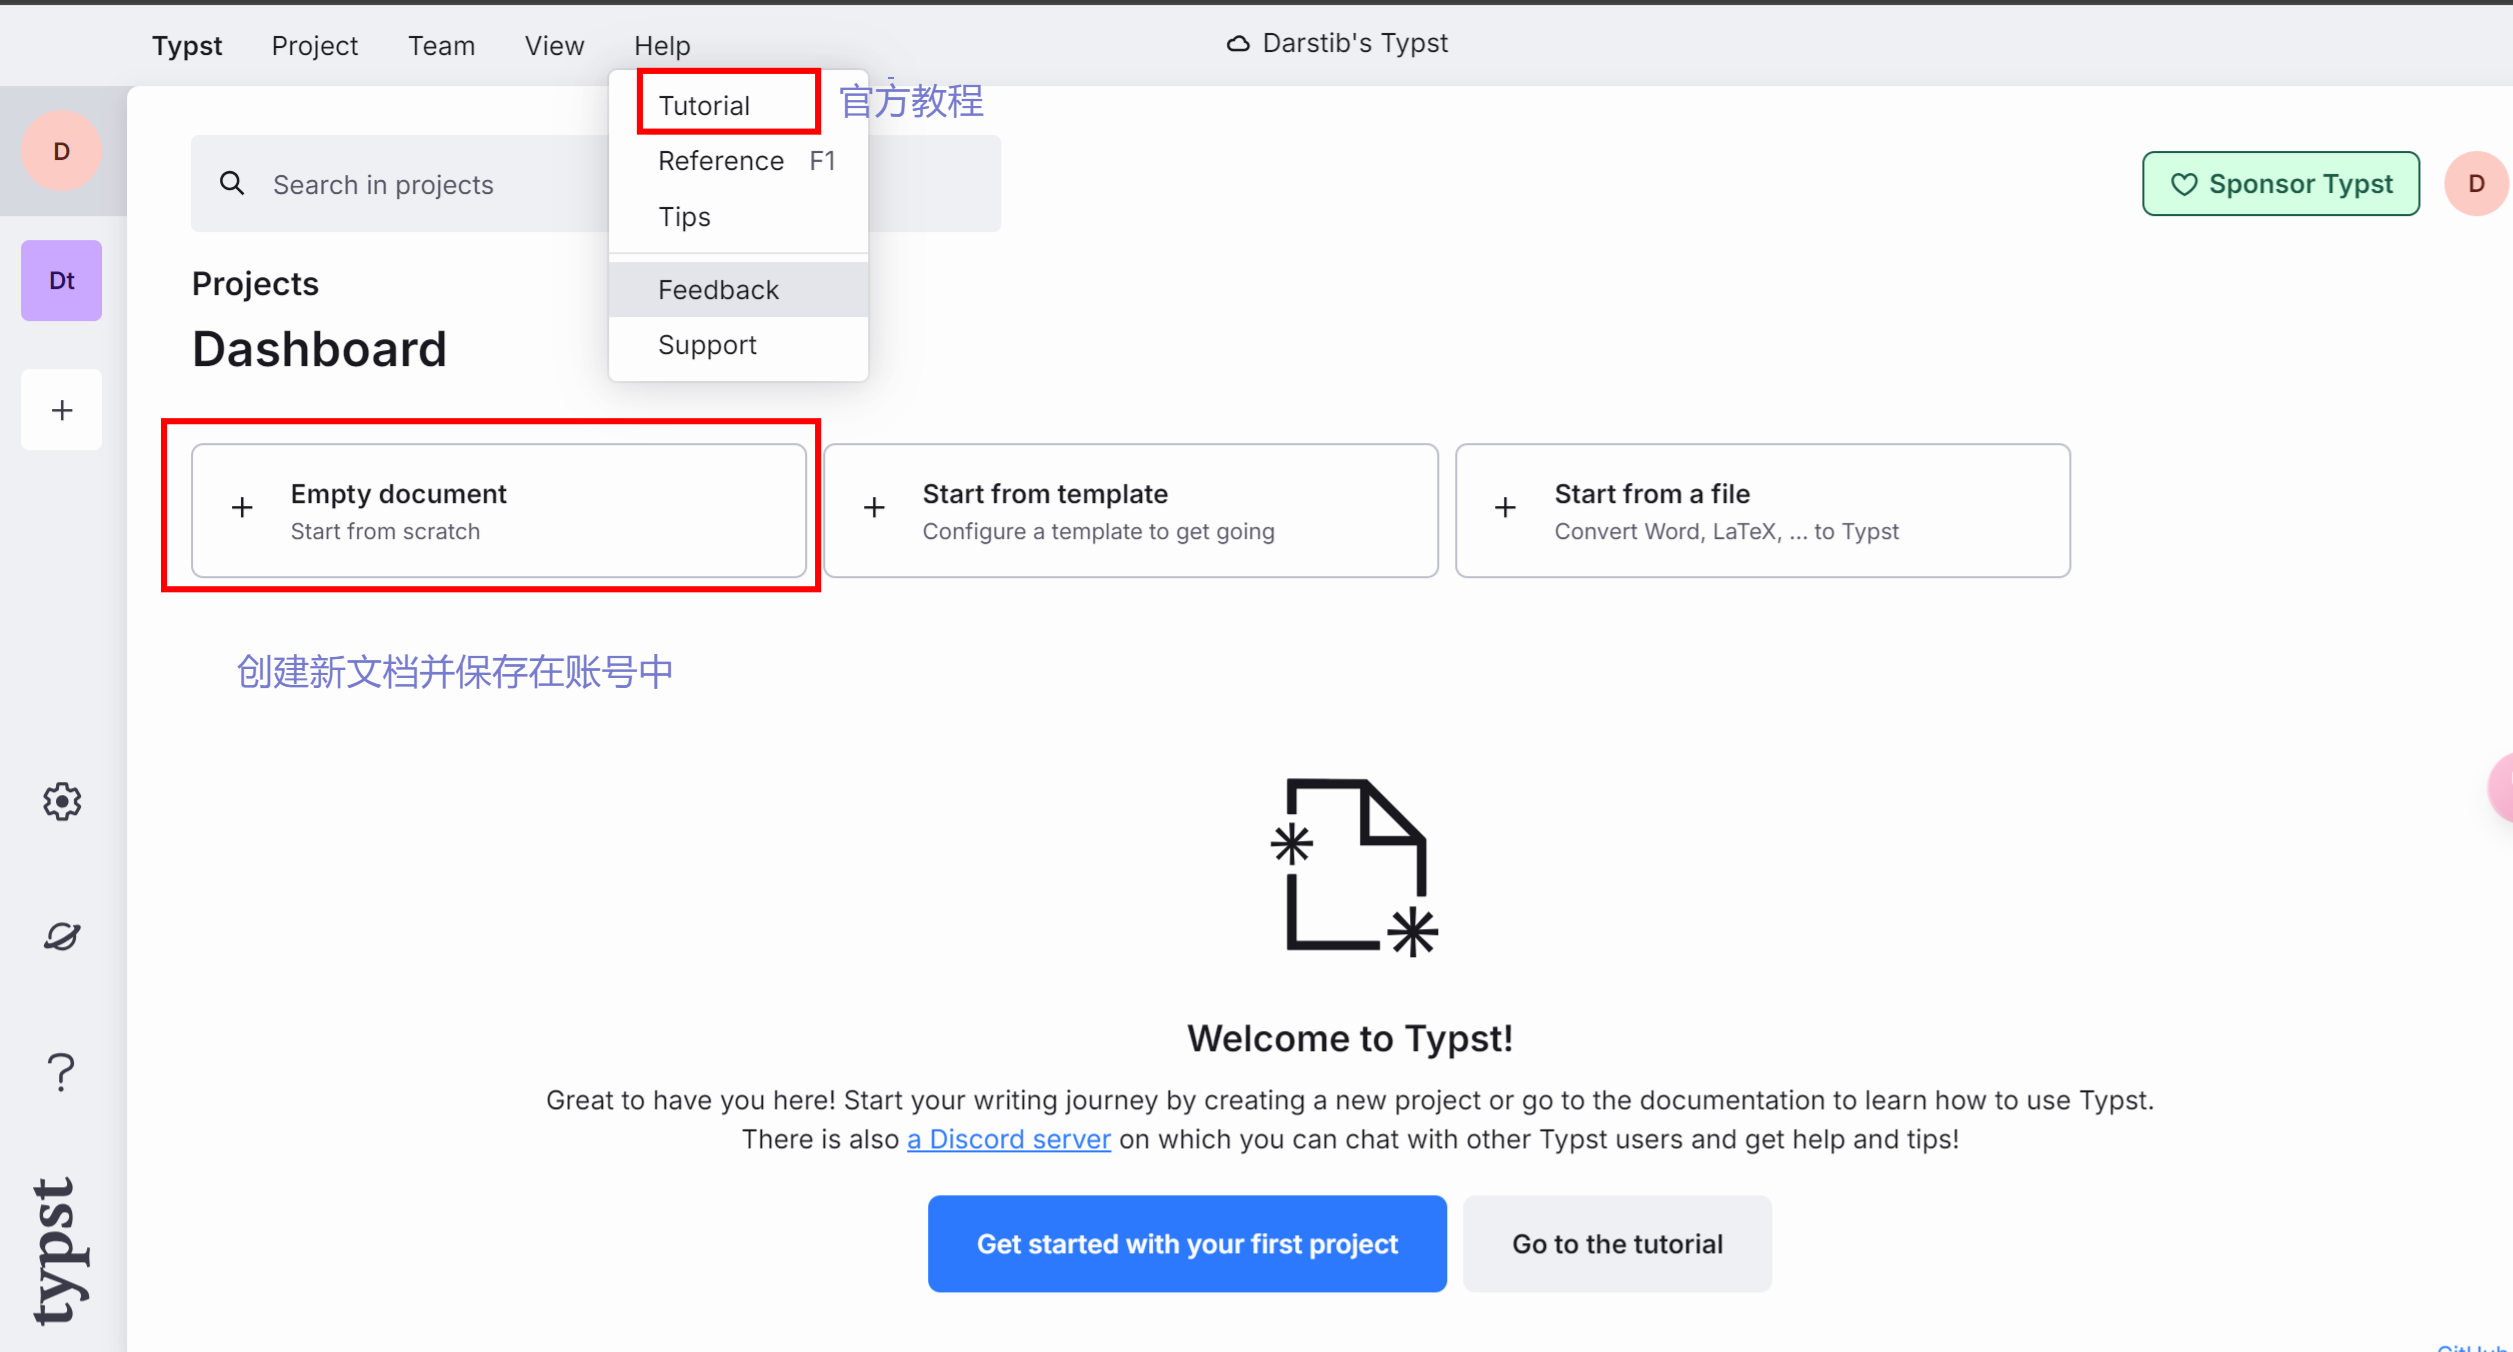 Typst Project Team View Help
Darstib's Typst
Tutorial
官方教程
Reference F1
Tips
Feedback
Support
D
Dt
Search in projects
Sponsor Typst
D
Projects
Dashboard
Empty document
Start from scratch
Start from template
Configure a template to get going
Start from a file
Convert Word, LaTeX, ... to Typst
创建新文档并保存在账号中
Welcome to Typst!
Great to have you here! Start your writing journey by creating a new project or go to the documentation to learn how to use Typst.
There is also a Discord server on which you can chat with other Typst users and get help and tips!
Get started with your first project
Go to the tutorial
typst
GitHub